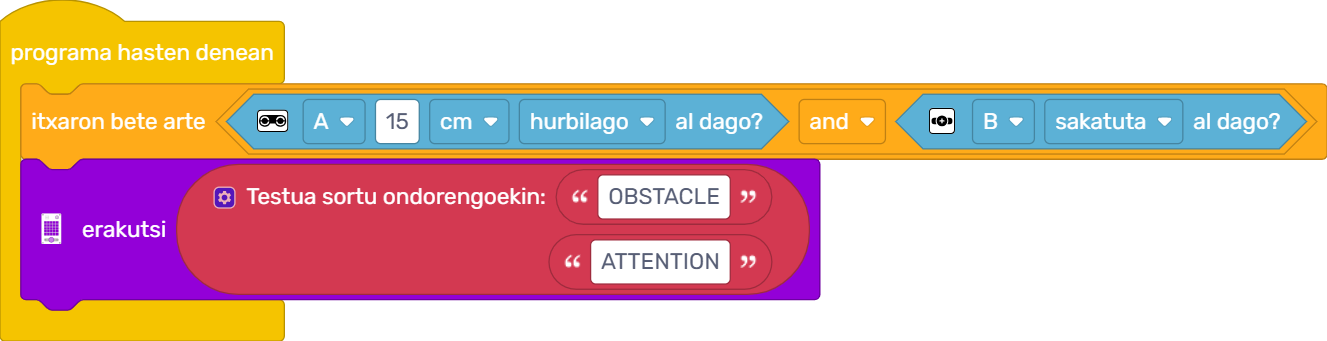 programa hasten denean
itxaron bete arte A 15 cm hurbilago al dago? and B sakatuta al dago?
Testua sortu ondorengoekin: “ OBSTACLE ”
erakutsi
“ ATTENTION ”